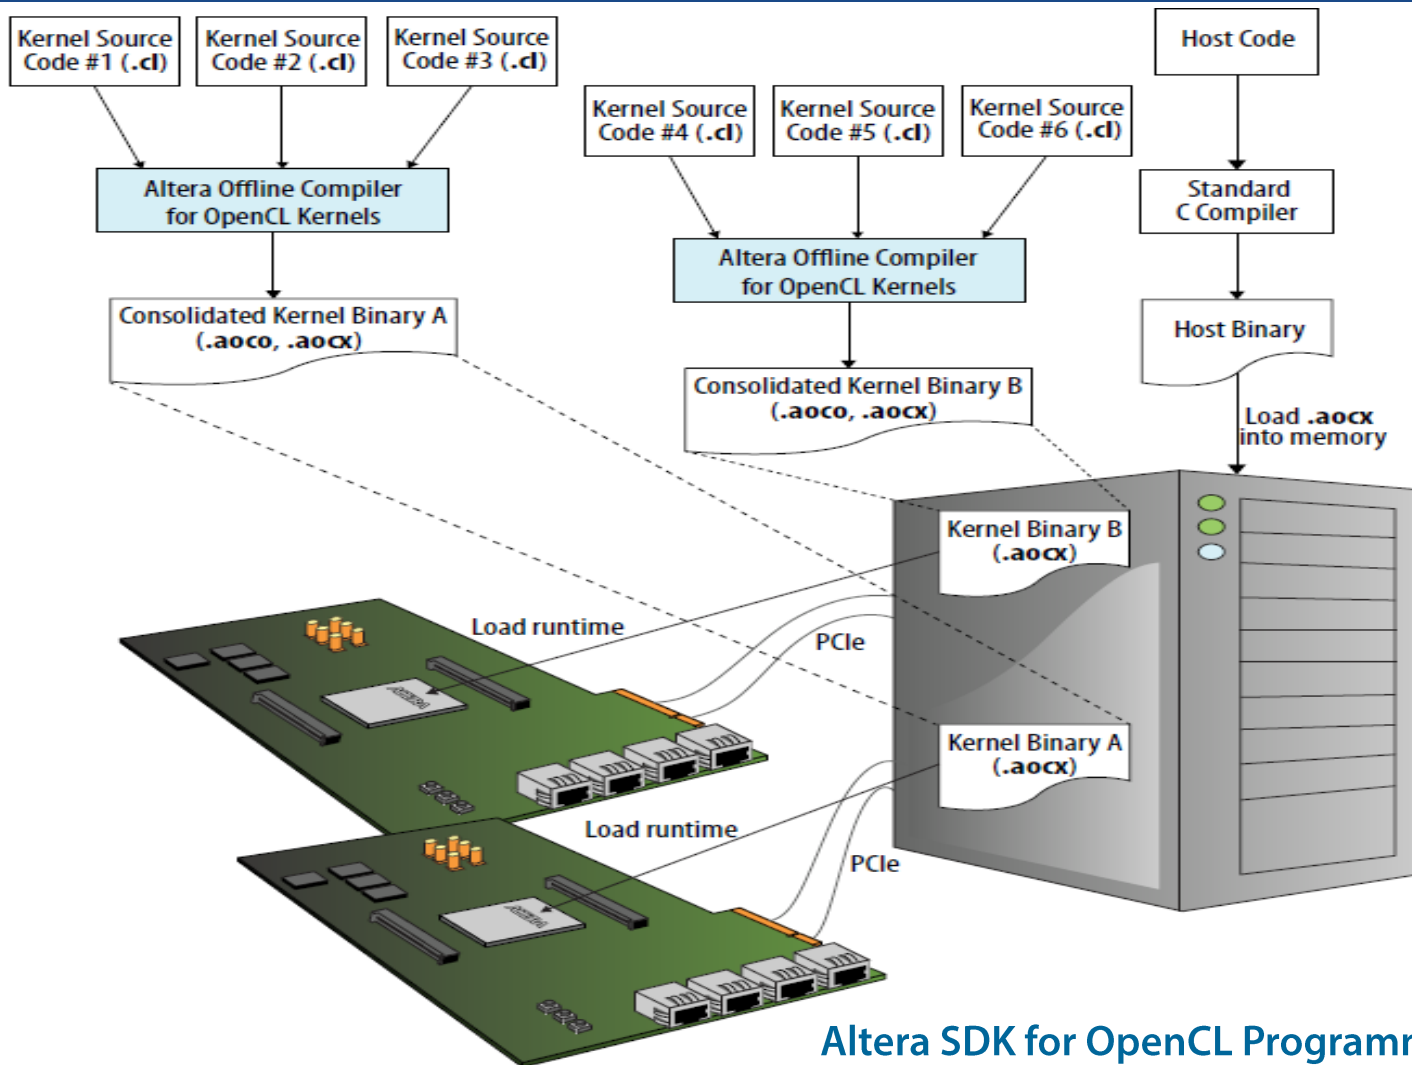 Kernel Source
Code #1 (.cl)
Kernel Source
Code #2 (.cl)
Kernel Source
Code #3 (.cl)
Host Code
Kernel Source
Code #4 (.cl)
Kernel Source
Code #5 (.cl)
Kernel Source
Code #6 (.cl)
Altera Offline Compiler
for OpenCL Kernels
Standard
C Compiler
Altera Offline Compiler
for OpenCL Kernels
Consolidated Kernel Binary A
(.aoco, .aocx)
Host Binary
Consolidated Kernel Binary B
(.aoco, .aocx)
Load .aocx
into memory
Kernel Binary B
(.aocx)
Load runtime
PCIe
ALTERA
Kernel Binary A
(.aocx)
Load runtime
PCIe
ALTERA
Altera SDK for OpenCL Programm